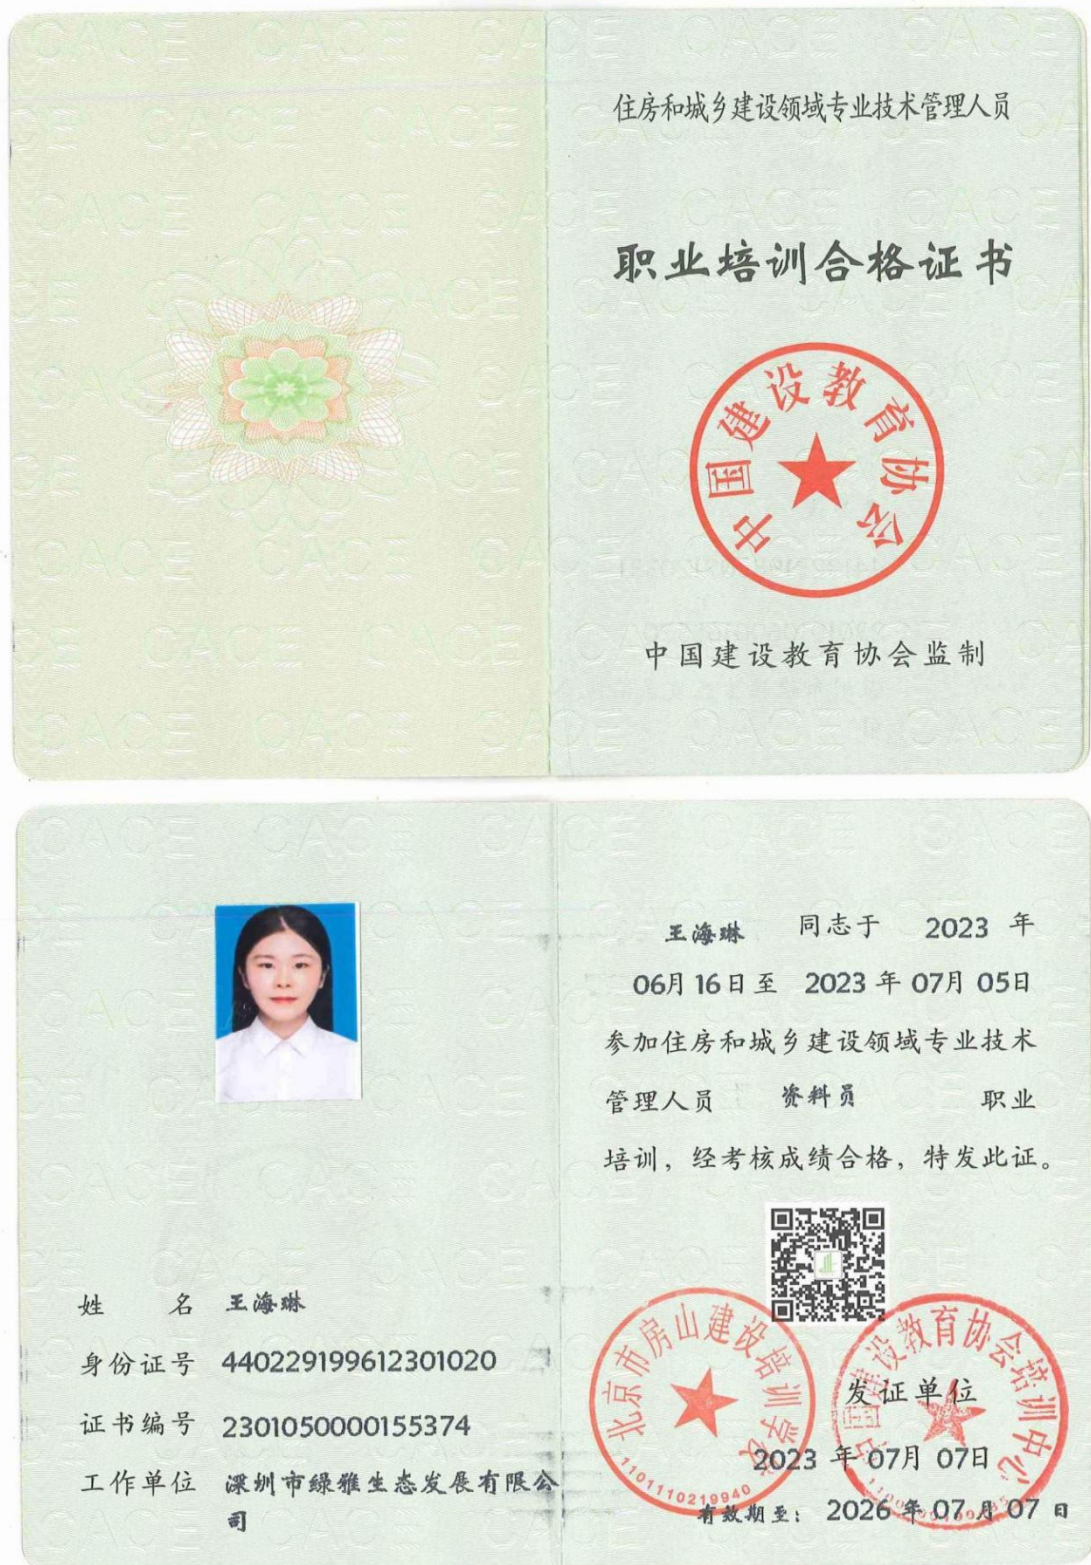 住房和城乡建设领域专业技术管理人员
职业培训合格证书
中国建设教育协会
中国建设教育协会监制
王海琳 同志于 2023 年
06月 16 日至 2023 年 07月 05日
参加住房和城乡建设领域专业技术
管理人员 资料员 职业
培训，经考核成绩合格，特发此证。
姓 名 王海琳
身份证号 440229199612301020
证书编号 2301050000155374
工作单位 深圳市绿雅生态发展有限公
司
北京市房山建设培训学校
1101110219940
中国建设教育协会培训中心
发证单位
2023 年 07月 07日
有效期至： 2026 年 07 月 07 日
CACE